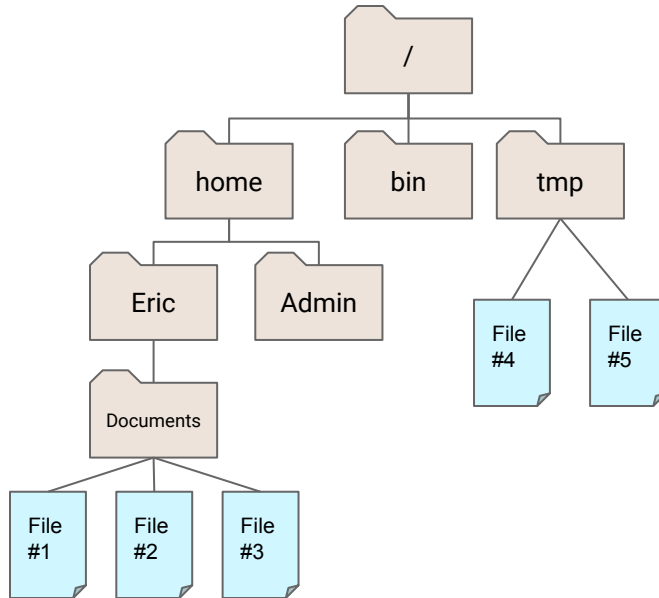 /
home
bin
tmp
Eric
Admin
File
#4
File
#5
Documents
File
#1
File
#2
File
#3